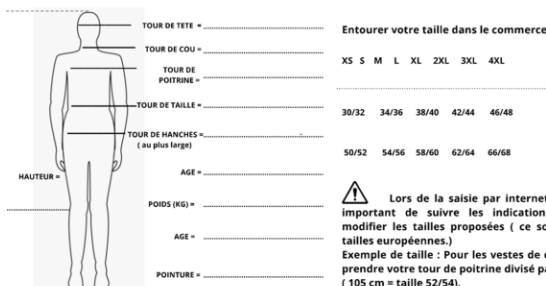 TOUR DE TETE =
TOUR DE COU =
TOUR DE
POITRINE =
TOUR DE TAILLE =
TOUR DE HANCHES =
( au plus large)
HAUTEUR =
AGE =
POIDS (KG) =
AGE =
POINTURE =
Entourer votre taille dans le commerce
XS S M L XL 2XL 3XL 4XL
30/32 34/36 38/40 42/44 46/48
50/52 54/56 58/60 62/64 66/68
Lors de la saisie par internet
important de suivre les indication
modifier les tailles proposées ( ce so
tailles européennes.)
Exemple de taille : Pour les vestes de
prendre votre tour de poitrine divisé pa
( 105 cm = taille 52/54).